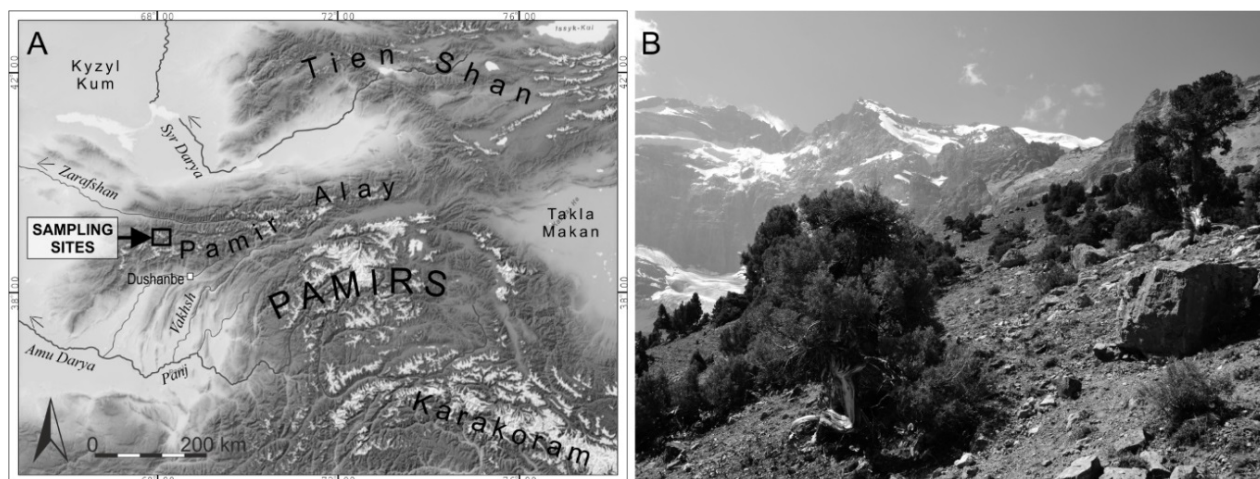 A
68 00
72 00
76 00
Issyk-Kul
Kyzyl
Kum
Tien Shan
42 00
Syr Darya
Zarafshan
Pamir Alay
SAMPLING
SITES
Takla
Makan
Dushanbe
PAMIRS
38 00
Vakhsh
Amu Darya
Panj
Karakoram
0 200 km
B